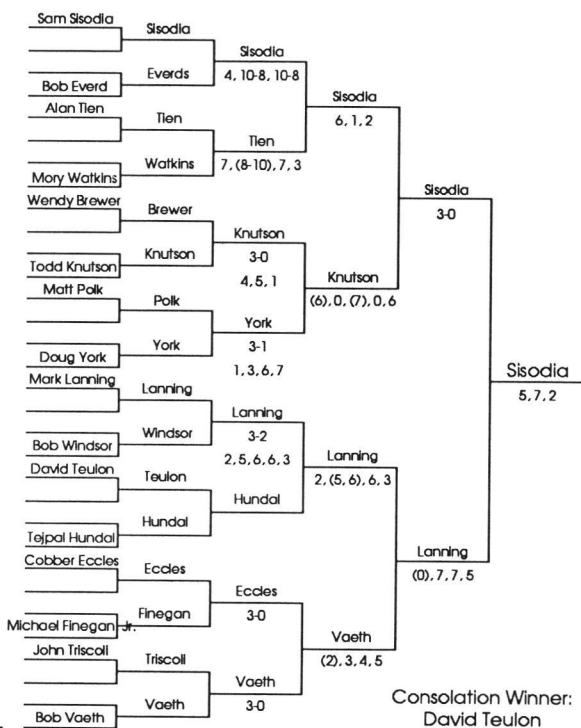 Sam Sisodia
Bob Everd
Alan Tien
Mory Watkins
Wendy Brewer
Todd Knutson
Matt Polk
Doug York
Mark Lanning
Bob Windsor
David Teulon
Tejpal Hundal
Cobber Eccles
Michael Finegan Jr.
John Triscoll
Bob Vaeth
Sisodia
Everds
Tien
Watkins
Brewer
Knutson
Polk
York
Lanning
Windsor
Teulon
Hundal
Eccles
Finegan
Triscoll
Vaeth
Sisodia
4, 10-8, 10-8
Tien
7, (8-10), 7, 3
Knutson
3-0
4, 5, 1
York
3-1
1, 3, 6, 7
Lanning
3-2
2, 5, 6, 6, 3
Hundal
Eccles
3-0
Vaeth
3-0
Sisodia
6, 1, 2
Knutson
(6), 0, (7), 0, 6
Lanning
2, (5, 6), 6, 3
Vaeth
(2), 3, 4, 5
Sisodia
3-0
Lanning
(0), 7, 7, 5
Sisodia
5, 7, 2
Consolation Winner:
David Teulon